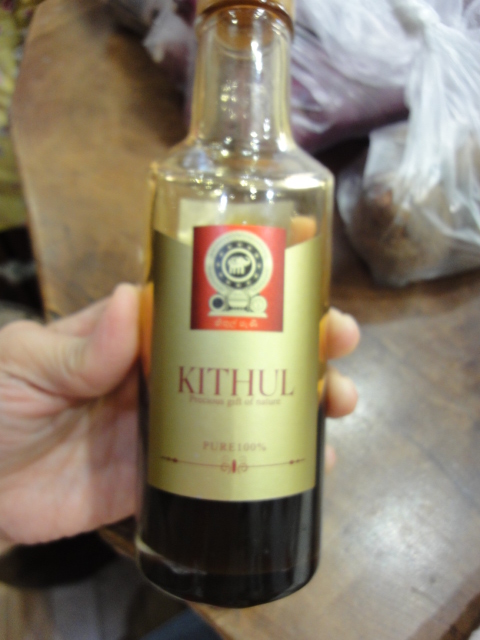 KITHUL
Precious gift of nature
PURE 100%